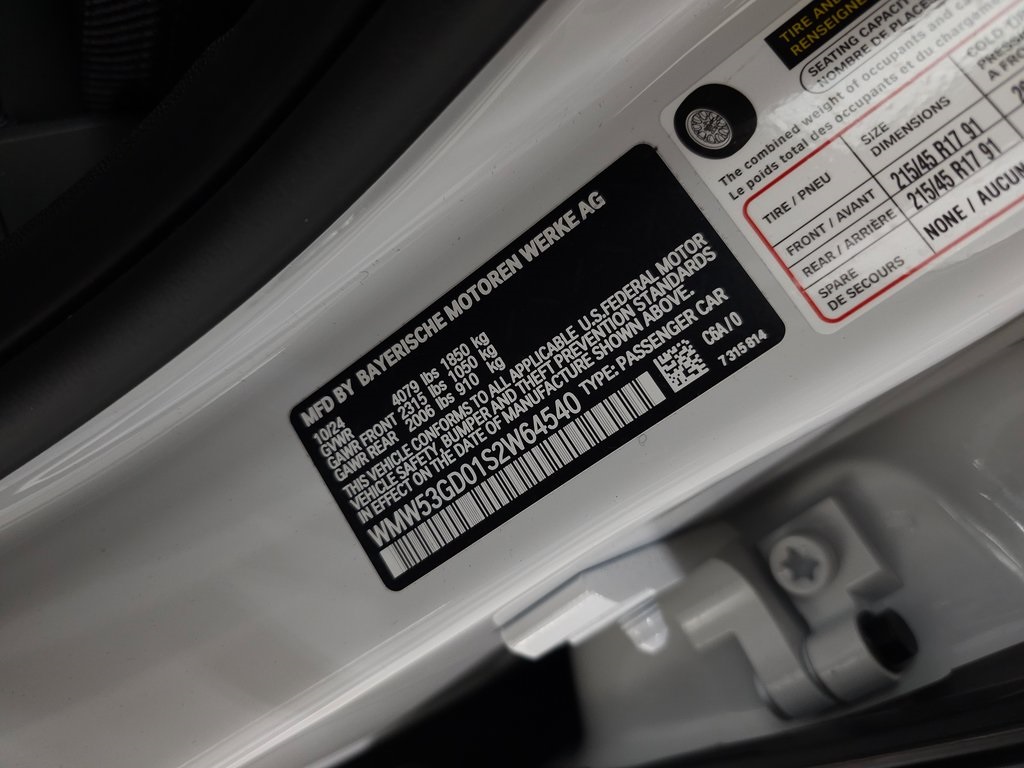 MFD BY BAYERISCHE MOTOREN WERKE AG
10/24
GVWR 4079 lbs 1850 kg
GAWR FRONT 2315 lbs 1050 kg
GAWR REAR 2006 lbs 910 kg
THIS VEHICLE CONFORMS TO ALL APPLICABLE U.S.FEDERAL MOTOR
VEHICLE SAFETY, BUMPER AND THEFT PREVENTION STANDARDS
IN EFFECT ON THE DATE OF MANUFACTURE SHOWN ABOVE.
WMW53GD01S2W64540 TYPE: PASSENGER CAR
C6A/0
7 315 814
TIRE AND
SEATING CAPACITY
NOMBRE DE PLACES
The combined weight of occupants and
Le poids total des occupants et du chargement
TIRE / PNEU
SIZE
DIMENSIONS
FRONT / AVANT 215/45 R17 91
REAR / ARRIÈRE 215/45 R17 91
SPARE
DE SECOURS
NONE / AUCUN